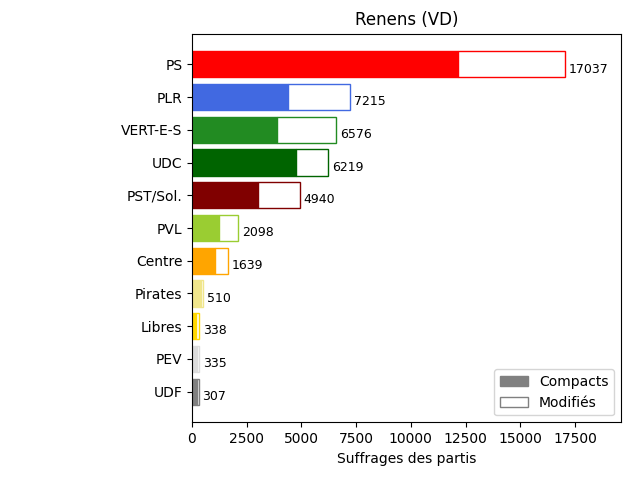 Renens (VD)
PS 17037
PLR 7215
VERT-E-S 6576
UDC 6219
PST/Sol. 4940
PVL 2098
Centre 1639
Pirates 510
Libres 338
PEV 335
UDF 307
Compacts
Modifiés
0 2500 5000 7500 10000 12500 15000 17500
Suffrages des partis